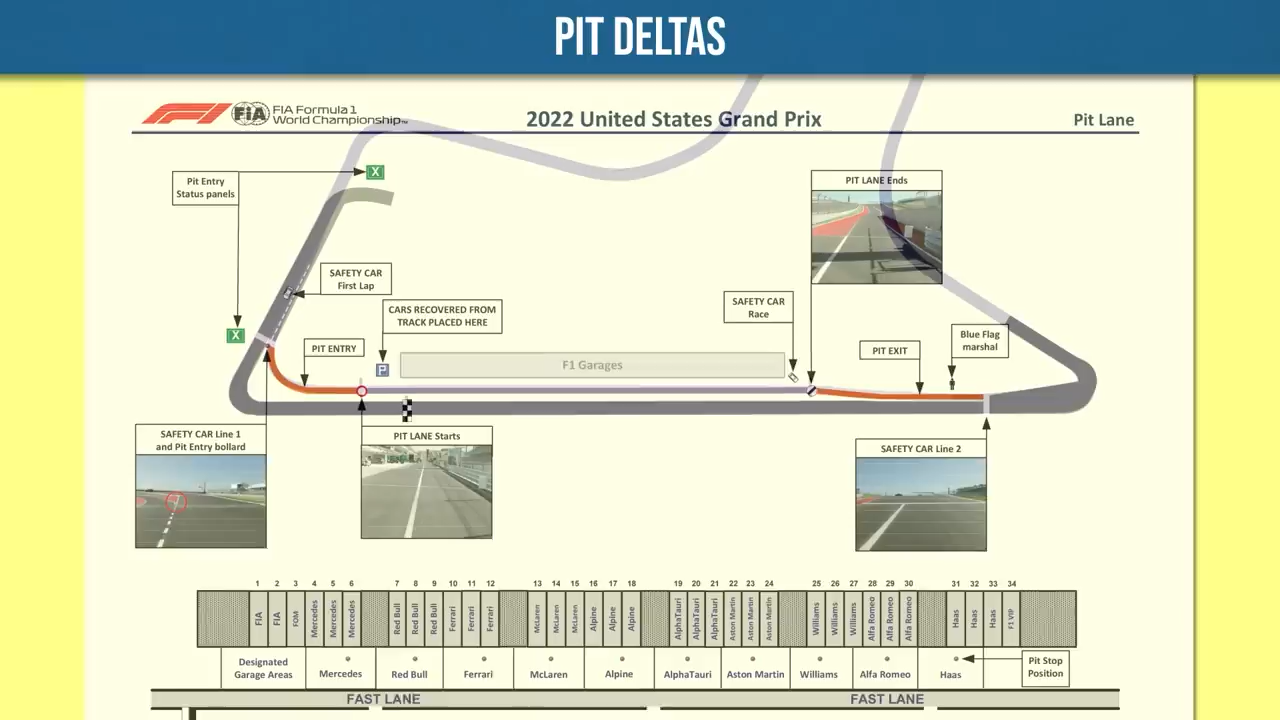 PIT DELTAS
FIA Formula 1
World Championship™
2022 United States Grand Prix
Pit Lane
Pit Entry
Status panels
X
PIT LANE Ends
SAFETY CAR
First Lap
CARS RECOVERED FROM
TRACK PLACED HERE
SAFETY CAR
Race
Blue Flag
marshal
X
PIT ENTRY
PIT EXIT
P
F1 Garages
SAFETY CAR Line 1
and Pit Entry bollard
PIT LANE Starts
SAFETY CAR Line 2
1 2 3 4 5 6 7 8 9 10 11 12 13 14 15 16 17 18 19 20 21 22 23 24 25 26 27 28 29 30 31 32 33 34
FIA FIA FOM Mercedes Mercedes Mercedes Red Bull Red Bull Red Bull Ferrari Ferrari Ferrari McLaren McLaren McLaren Alpine Alpine Alpine AlphaTauri AlphaTauri AlphaTauri Aston Martin Aston Martin Aston Martin Williams Williams Williams Alfa Romeo Alfa Romeo Alfa Romeo Haas Haas Haas F1 VIP
Designated
Garage Areas
Mercedes
Red Bull
Ferrari
McLaren
Alpine
AlphaTauri
Aston Martin
Williams
Alfa Romeo
Haas
Pit Stop
Position
FAST LANE
FAST LANE